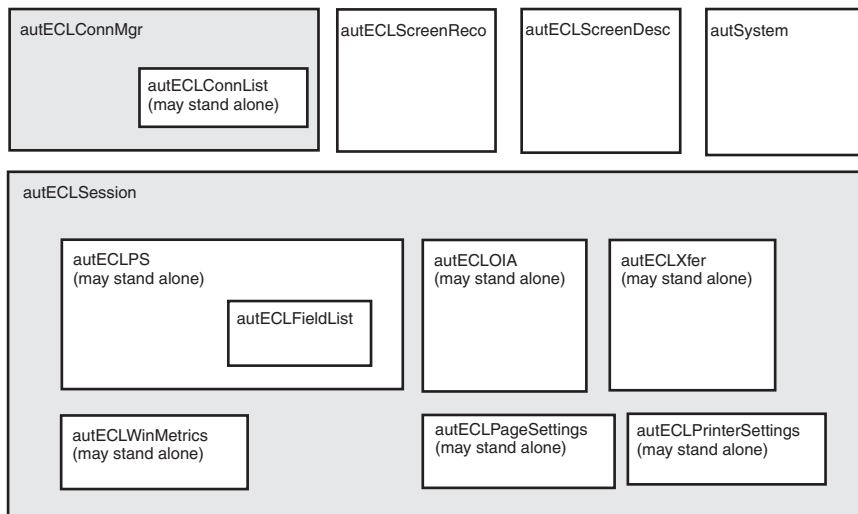 autECLConnMgr
autECLConnList
(may stand alone)
autECLScreenReco
autECLScreenDesc
autSystem
autECLSession
autECLPS
(may stand alone)
autECLFieldList
autECLOIA
(may stand alone)
autECLXfer
(may stand alone)
autECLWinMetrics
(may stand alone)
autECLPageSettings
(may stand alone)
autECLPrinterSettings
(may stand alone)